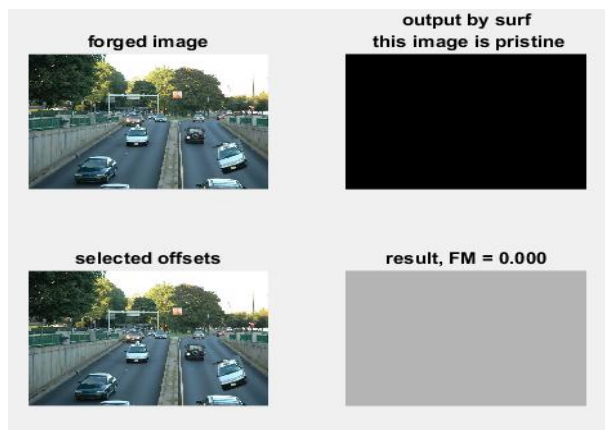 forged image
output by surf
this image is pristine
selected offsets
result, FM = 0.000